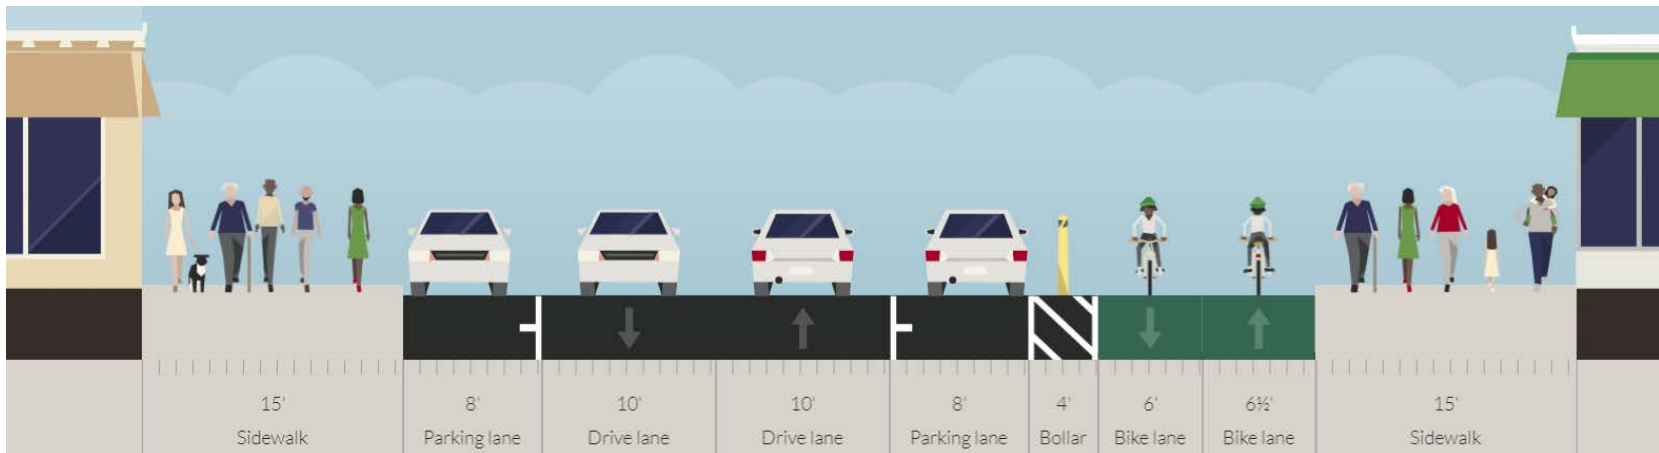 15' 8' 10' 10' 8' 4' 6' 6½' 15'
Sidewalk Parking lane Drive lane Drive lane Parking lane Bollar Bike lane Bike lane Sidewalk